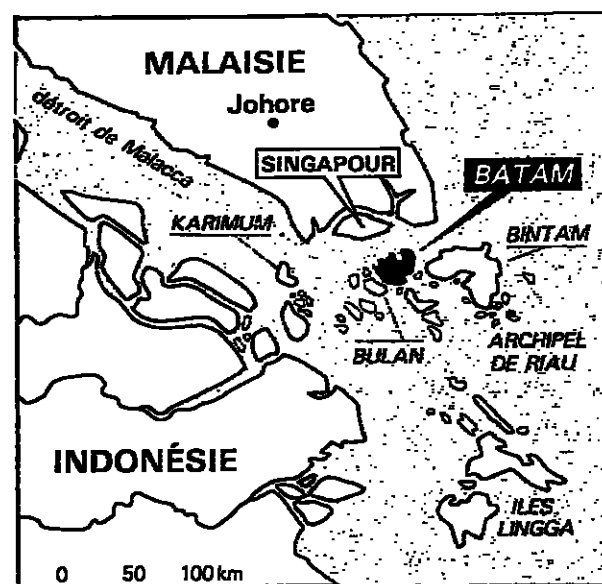 MALAISIE
Johore
détroit de Malacca
SINGAPOUR
BATAM
KARIMUM
BINTAM
BULAN
ARCHIPEL
DE RIAU
INDONÉSIE
ILES
LINGGA
0 50 100 km